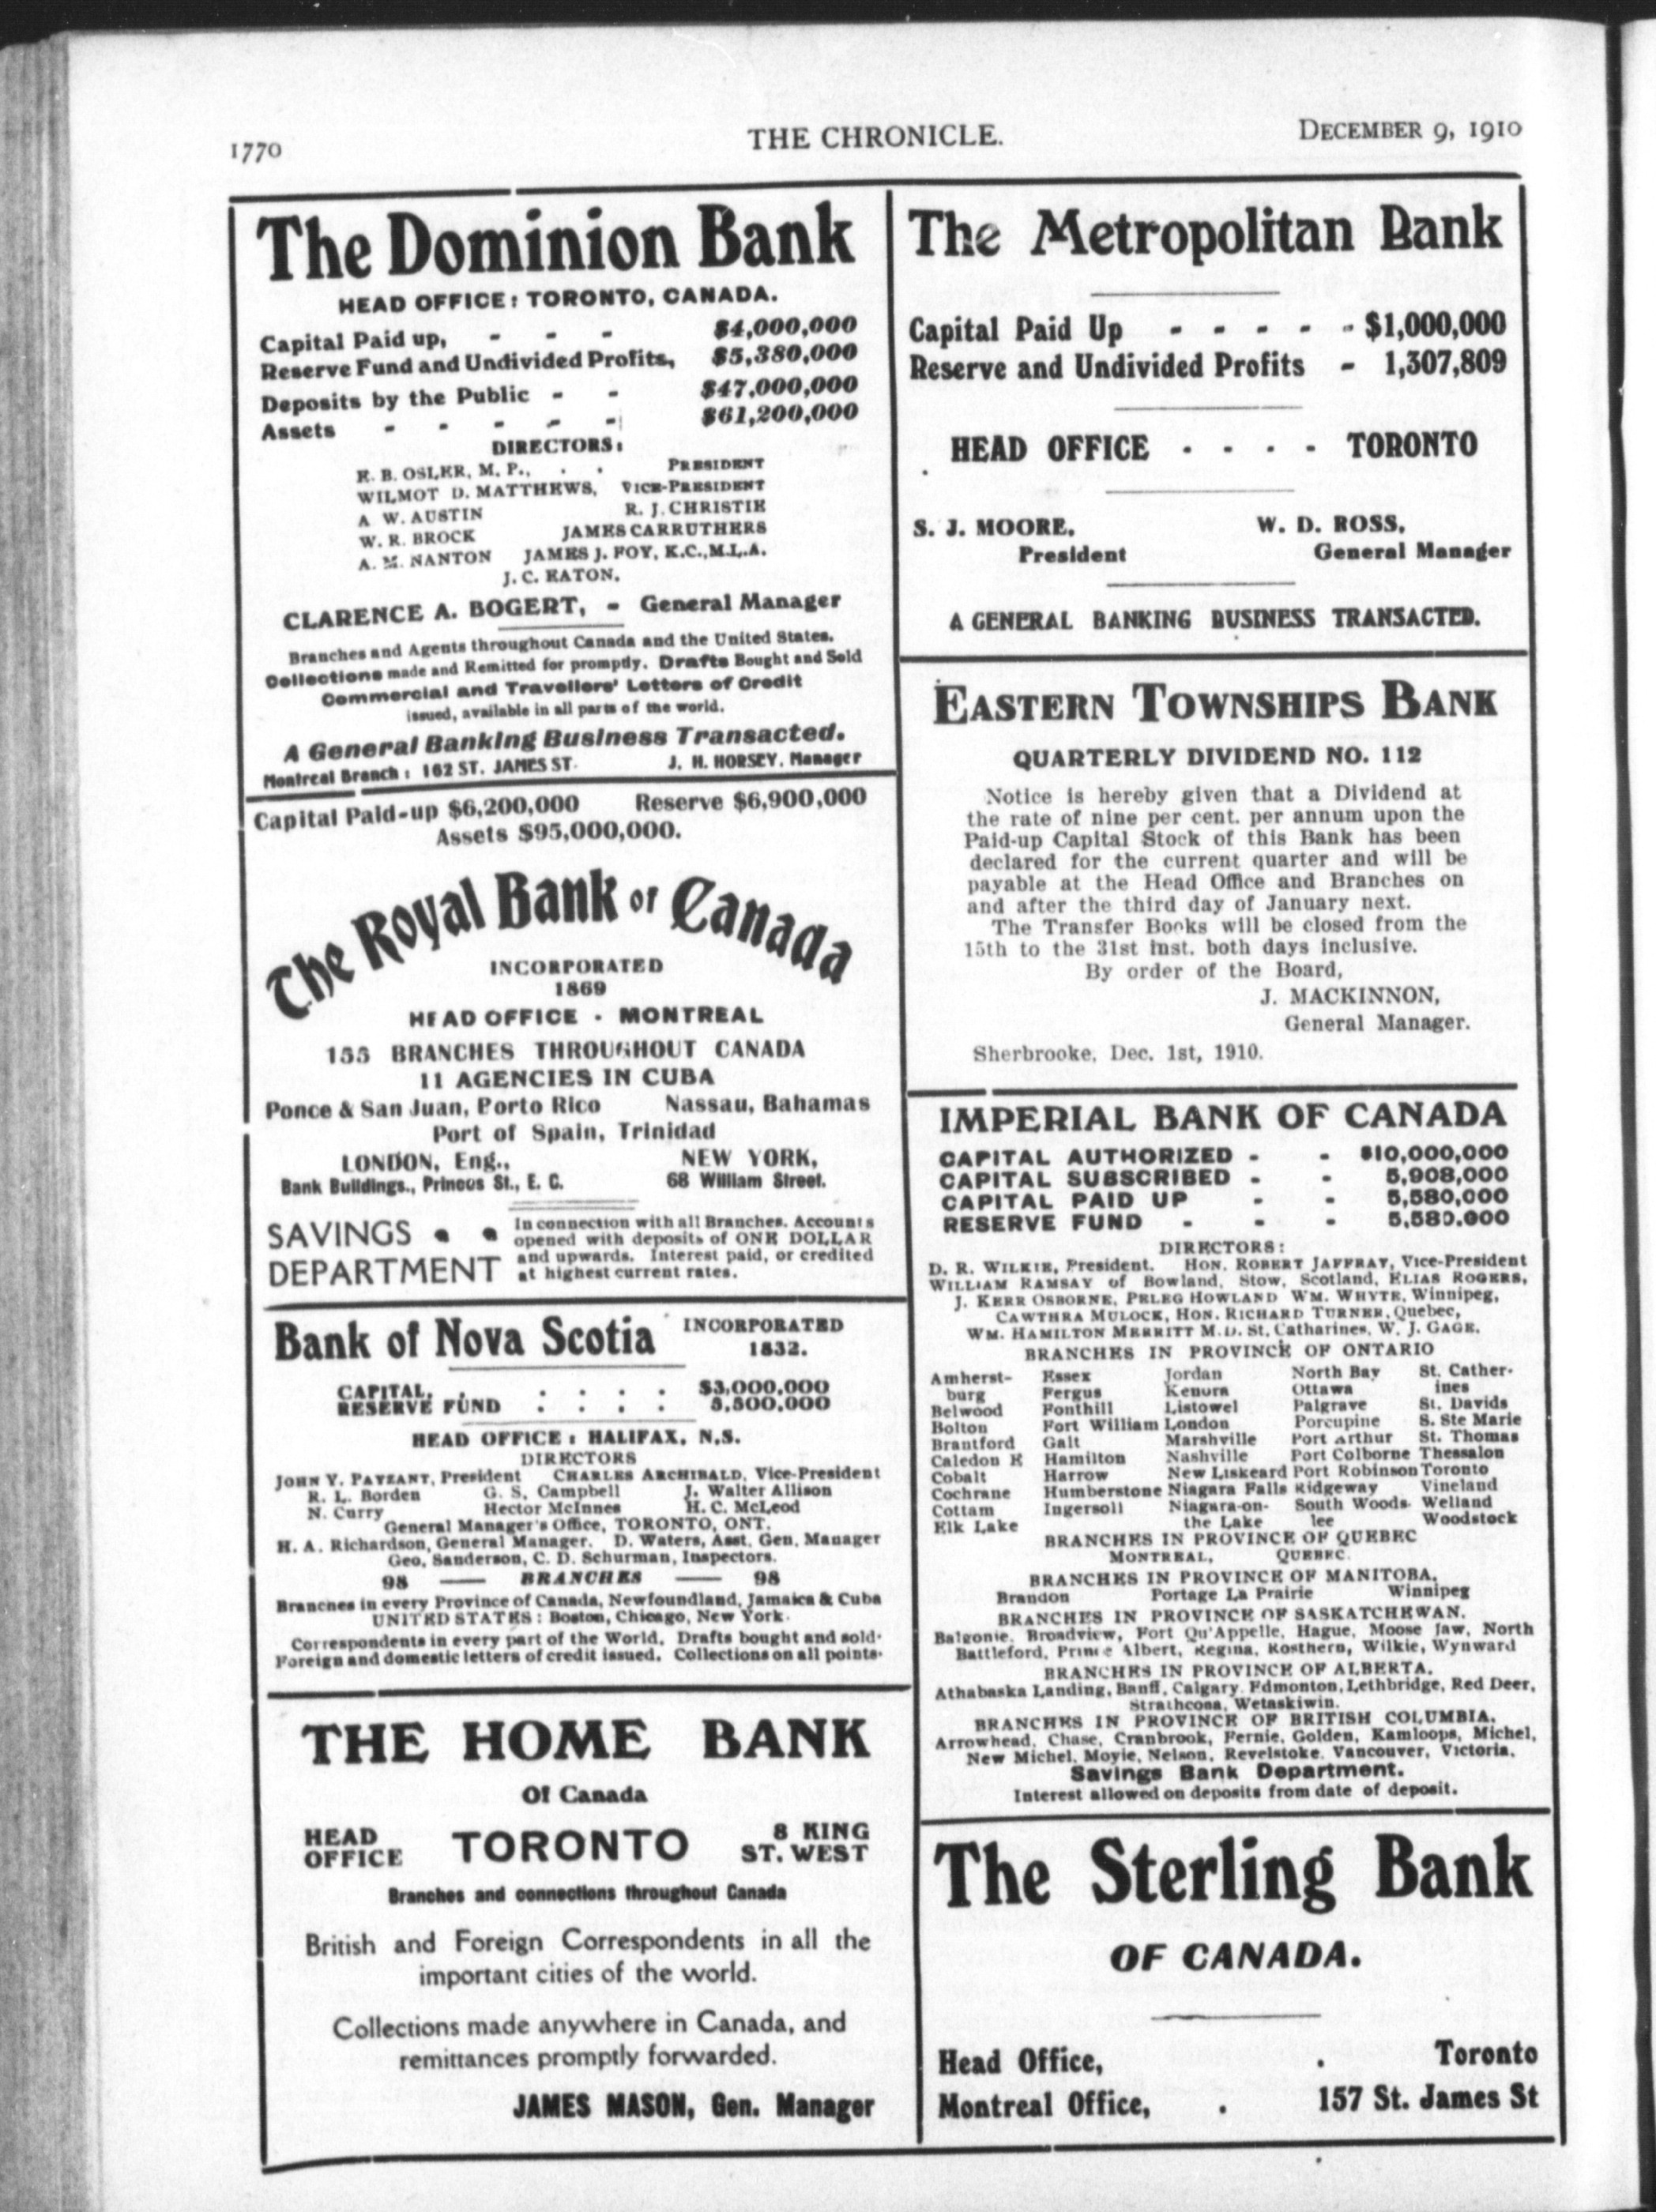 1770
THE CHRONICLE.
DECEMBER 9, 1910
The Dominion Bank
HEAD OFFICE: TORONTO, CANADA.
Capital Paid up, - - - $4,000,000
Reserve Fund and Undivided Profits, $5,380,000
Deposits by the Public - - $47,000,000
Assets - - - - - $61,200,000
DIRECTORS:
E. B. OSLER, M. P., . . PRESIDENT
WILMOT D. MATTHEWS, VICE-PRESIDENT
A W. AUSTIN R. J. CHRISTIE
W. R. BROCK JAMES CARRUTHERS
A. M. NANTON JAMES J. FOY, K.C., M.L.A.
J. C. EATON.
CLARENCE A. BOGERT, - General Manager
Branches and Agents throughout Canada and the United States.
Collections made and Remitted for promptly. Drafts Bought and Sold
Commercial and Travellers' Letters of Credit
issued, available in all parts of the world.
A General Banking Business Transacted.
Montreal Branch: 162 ST. JAMES ST. J. H. HORSEY, Manager
Capital Paid-up $6,200,000 Reserve $6,900,000
Assets $95,000,000.
The Royal Bank of Canada
INCORPORATED
1869
HEAD OFFICE - MONTREAL
155 BRANCHES THROUGHOUT CANADA
11 AGENCIES IN CUBA
Ponce & San Juan, Porto Rico Nassau, Bahamas
Port of Spain, Trinidad
LONDON, Eng., NEW YORK,
Bank Buildings., Princes St., E. C. 68 William Street.
SAVINGS DEPARTMENT
In connection with all Branches. Accounts
opened with deposits of ONE DOLLAR
and upwards. Interest paid, or credited
at highest current rates.
Bank of Nova Scotia INCORPORATED
1832.
CAPITAL, . . . . . $3,000,000
RESERVE FUND . . . . 5,500,000
HEAD OFFICE: HALIFAX, N.S.
DIRECTORS
JOHN Y. PAYZANT, President CHARLES ARCHIBALD, Vice-President
R. L. Borden G. S. Campbell J. Walter Allison
N. Curry Hector McInnes H. C. McLeod
General Manager's Office, TORONTO, ONT.
H. A. Richardson, General Manager. D. Waters, Asst. Gen. Manager
Geo. Sanderson, C. D. Schurman, Inspectors.
98 — BRANCHES — 98
Branches in every Province of Canada, Newfoundland, Jamaica & Cuba
UNITED STATES: Boston, Chicago, New York.
Correspondents in every part of the World. Drafts bought and sold.
Foreign and domestic letters of credit issued. Collections on all points.
THE HOME BANK
Of Canada
HEAD OFFICE TORONTO 8 KING ST. WEST
Branches and connections throughout Canada
British and Foreign Correspondents in all the
important cities of the world.
Collections made anywhere in Canada, and
remittances promptly forwarded.
JAMES MASON, Gen. Manager
The Metropolitan Bank
Capital Paid Up - - - - - $1,000,000
Reserve and Undivided Profits - 1,307,809
HEAD OFFICE - - - - TORONTO
S. J. MOORE, W. D. ROSS,
President General Manager
A GENERAL BANKING BUSINESS TRANSACTED.
EASTERN TOWNSHIPS BANK
QUARTERLY DIVIDEND NO. 112
Notice is hereby given that a Dividend at
the rate of nine per cent. per annum upon the
Paid-up Capital Stock of this Bank has been
declared for the current quarter and will be
payable at the Head Office and Branches on
and after the third day of January next.
The Transfer Books will be closed from the
15th to the 31st inst. both days inclusive.
By order of the Board,
J. MACKINNON,
General Manager.
Sherbrooke, Dec. 1st, 1910.
IMPERIAL BANK OF CANADA
CAPITAL AUTHORIZED - - $10,000,000
CAPITAL SUBSCRIBED - - 5,908,000
CAPITAL PAID UP - - 5,580,000
RESERVE FUND - - - 5,580,000
DIRECTORS:
D. R. WILKIE, President. HON. ROBERT JAFFRAY, Vice-President
WILLIAM RAMSAY of Bowland, Stow, Scotland, ELIAS ROGERS,
J. KERR OSBORNE, PELEG HOWLAND WM. WHYTE, Winnipeg,
CAWTHRA MULOCK, HON. RICHARD TURNER, Quebec,
WM. HAMILTON MERRITT M.D. St. Catharines, W. J. GAGE.
BRANCHES IN PROVINCE OF ONTARIO
Amherst- Essex Jordan North Bay St. Cather-
burg Fergus Kenora Ottawa ines
Belwood Fonthill Listowel Palgrave St. Davids
Bolton Fort William London Porcupine S. Ste Marie
Brantford Galt Marshville Port Arthur St. Thomas
Caledon E Hamilton Nashville Port Colborne Thessalon
Cobalt Harrow New Liskeard Port Robinson Toronto
Cochrane Humberstone Niagara Falls Ridgeway Vineland
Cottam Ingersoll Niagara-on- South Woods- Welland
Elk Lake the Lake lee Woodstock
BRANCHES IN PROVINCE OF QUEBEC
MONTREAL, QUEBEC.
BRANCHES IN PROVINCE OF MANITOBA.
Brandon Portage La Prairie Winnipeg
BRANCHES IN PROVINCE OF SASKATCHEWAN.
Balgonie, Broadview, Fort Qu'Appelle, Hague, Moose Jaw, North
Battleford, Prince Albert, Regina, Rosthern, Wilkie, Wynward
BRANCHES IN PROVINCE OF ALBERTA.
Athabaska Landing, Banff, Calgary, Edmonton, Lethbridge, Red Deer,
Strathcona, Wetaskiwin.
BRANCHES IN PROVINCE OF BRITISH COLUMBIA.
Arrowhead, Chase, Cranbrook, Fernie, Golden, Kamloops, Michel,
New Michel, Moyie, Nelson, Revelstoke, Vancouver, Victoria.
Savings Bank Department.
Interest allowed on deposits from date of deposit.
The Sterling Bank
OF CANADA.
Head Office, . Toronto
Montreal Office, . 157 St. James St